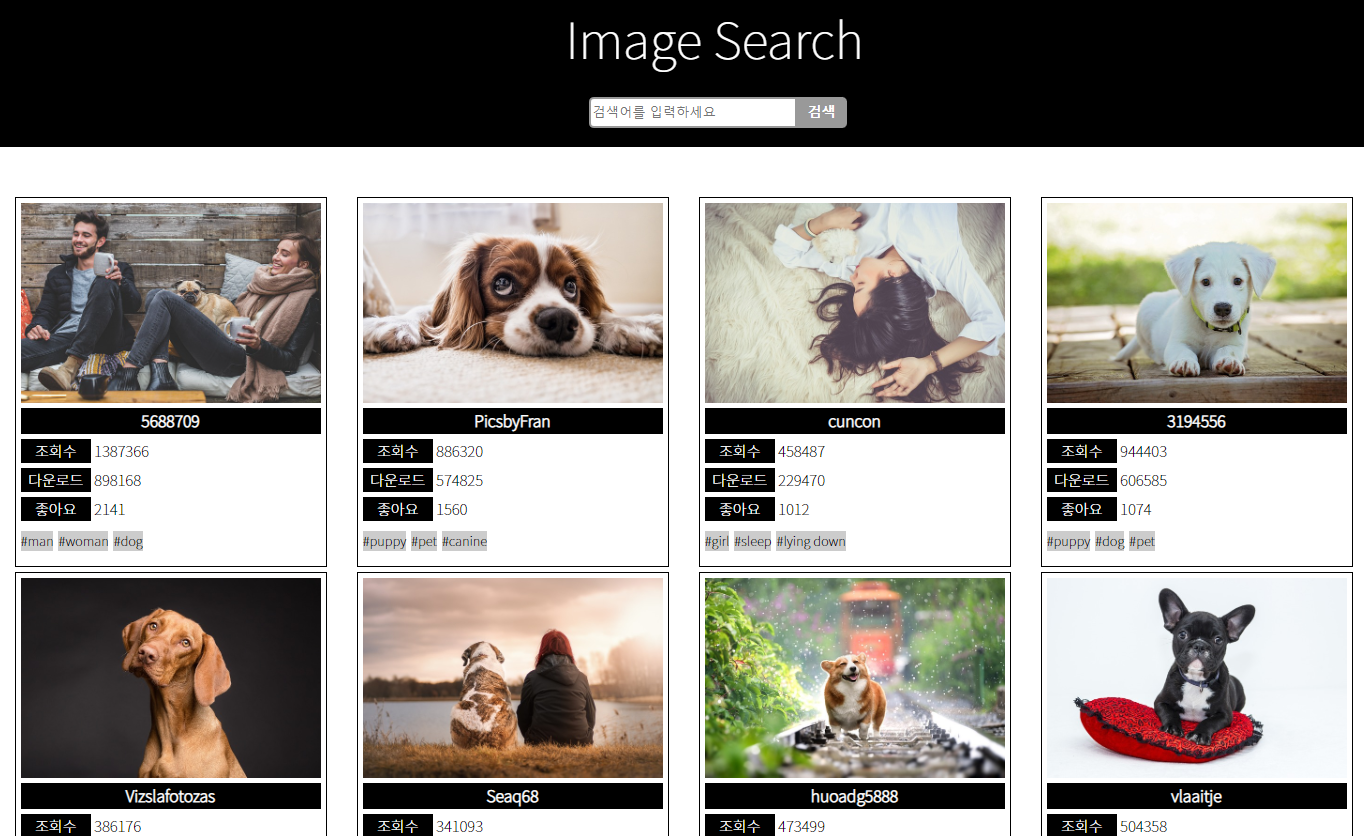 Image Search
검색어를 입력하세요 검색
5688709
조회수 1387366
다운로드 898168
좋아요 2141
#man #woman #dog
PicsbyFran
조회수 886320
다운로드 574825
좋아요 1560
#puppy #pet #canine
cuncon
조회수 458487
다운로드 229470
좋아요 1012
#girl #sleep #lying down
3194556
조회수 944403
다운로드 606585
좋아요 1074
#puppy #dog #pet
Vizslafotozas
조회수 386176
Seaq68
조회수 341093
huoadg5888
조회수 473499
vlaaitje
조회수 504358